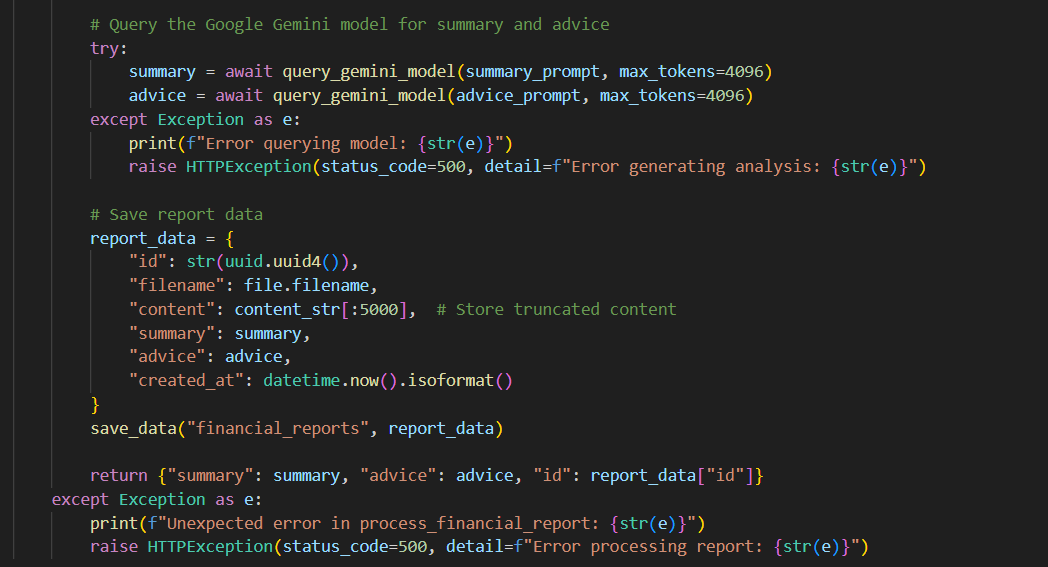 # Query the Google Gemini model for summary and advice
try:
    summary = await query_gemini_model(summary_prompt, max_tokens=4096)
    advice = await query_gemini_model(advice_prompt, max_tokens=4096)
except Exception as e:
    print(f"Error querying model: {str(e)}")
    raise HTTPException(status_code=500, detail=f"Error generating analysis: {str(e)}")

# Save report data
report_data = {
    "id": str(uuid.uuid4()),
    "filename": file.filename,
    "content": content_str[:5000],  # Store truncated content
    "summary": summary,
    "advice": advice,
    "created_at": datetime.now().isoformat()
}
save_data("financial_reports", report_data)

return {"summary": summary, "advice": advice, "id": report_data["id"]}
except Exception as e:
    print(f"Unexpected error in process_financial_report: {str(e)}")
    raise HTTPException(status_code=500, detail=f"Error processing report: {str(e)}")